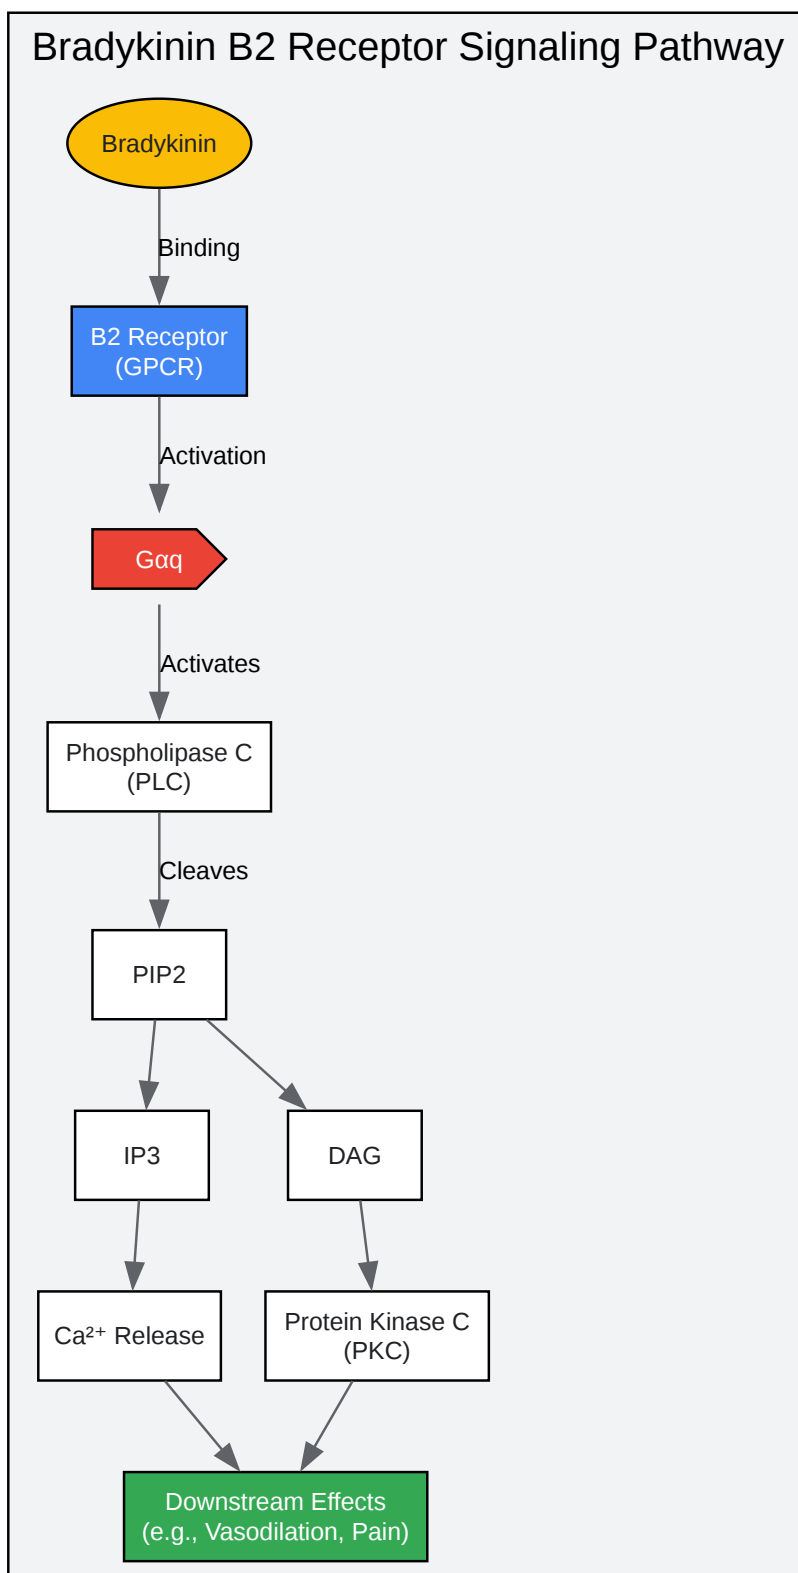 Bradykinin B2 Receptor Signaling Pathway
Bradykinin
Binding
B2 Receptor
(GPCR)
Activation
Gαq
Activates
Phospholipase C
(PLC)
Cleaves
PIP2
IP3
DAG
Ca²⁺ Release
Protein Kinase C
(PKC)
Downstream Effects
(e.g., Vasodilation, Pain)